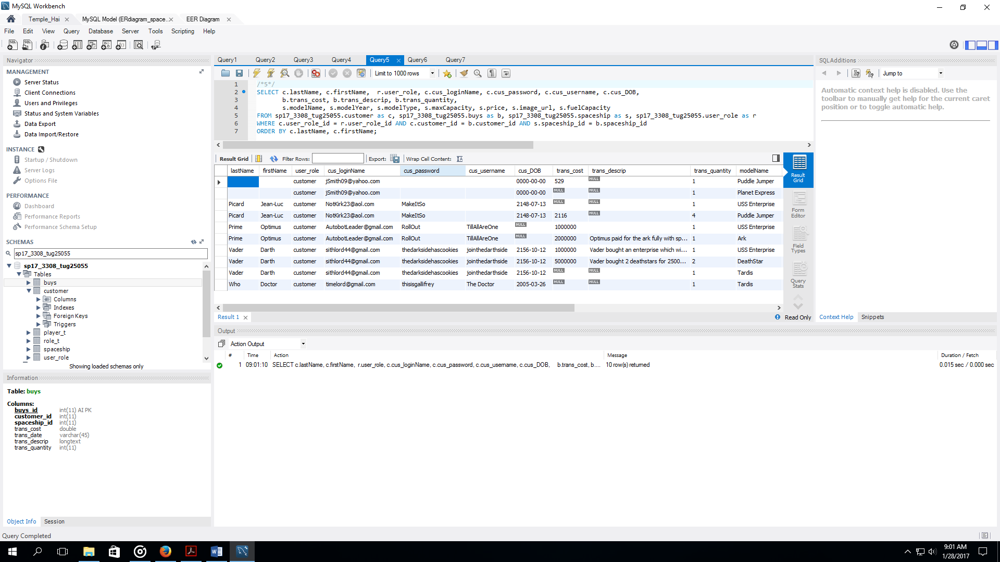 MySQL Workbench
Temple_Hai
MySQL Model (ERdiagram_space...
EER Diagram
File Edit View Query Database Server Tools Scripting Help
Navigator
MANAGEMENT
Server Status
Client Connections
Users and Privileges
Status and System Variables
Data Export
Data Import/Restore
INSTANCE
Startup / Shutdown
Server Logs
Options File
PERFORMANCE
Dashboard
Performance Reports
Performance Schema Setup
SCHEMAS
sp17_3308_tug25055
sp17_3308_tug25055
Tables
buys
customer
Columns
Indexes
Foreign Keys
Triggers
player_t
role_t
spaceship
user_role
Showing loaded schemas only
Information
Table: buys
Columns:
buys_id int(11) AI PK
customer_id int(11)
spaceship_id int(11)
trans_cost double
trans_date varchar(45)
trans_descrip longtext
trans_quantity int(11)
Object Info Session
Query1 Query2 Query3 Query4 Query5 Query6 Query7
Limit to 1000 rows
1 /*5*/
2 SELECT c.lastName, c.firstName, r.user_role, c.cus_loginName, c.cus_password, c.cus_username, c.cus_DOB,
3 b.trans_cost, b.trans_descrip, b.trans_quantity,
4 s.modelName, s.modelYear, s.modelType, s.maxCapacity, s.price, s.image_url, s.fuelCapacity
5 FROM sp17_3308_tug25055.customer as c, sp17_3308_tug25055.buys as b, sp17_3308_tug25055.spaceship as s, sp17_3308_tug25055.user_role as r
6 WHERE c.user_role_id = r.user_role_id AND c.customer_id = b.customer_id AND s.spaceship_id = b.spaceship_id
7 ORDER BY c.lastName, c.firstName;
Result Grid Filter Rows: Export: Wrap Cell Content: IA
lastName firstName user_role cus_loginName cus_password cus_username cus_DOB trans_cost trans_descrip trans_quantity modelName
customer jSmith09@yahoo.com 0000-00-00 529 NULL 1 Puddle Jumper
customer jSmith09@yahoo.com 0000-00-00 NULL NULL 1 Planet Express
Picard Jean-Luc customer NotKirk23@aol.com MakeItSo 2148-07-13 NULL NULL 1 USS Enterprise
Picard Jean-Luc customer NotKirk23@aol.com MakeItSo 2148-07-13 2116 NULL 4 Puddle Jumper
Prime Optimus customer AutobotLeader@gmail.com RollOut TillAllAreOne NULL 1000000 1 USS Enterprise
Prime Optimus customer AutobotLeader@gmail.com RollOut TillAllAreOne NULL 2000000 Optimus paid for the ark fully with sp... 1 Ark
Vader Darth customer sithlord44@gmail.com thedarksidehascookies jointhedarthside 2156-10-12 1000000 Vader bought an enterprise which wi... 1 USS Enterprise
Vader Darth customer sithlord44@gmail.com thedarksidehascookies jointhedarthside 2156-10-12 5000000 Vader bought 2 deathstars for 2500... 2 DeathStar
Vader Darth customer sithlord44@gmail.com thedarksidehascookies jointhedarthside 2156-10-12 NULL NULL 1 Tardis
Who Doctor customer timelord@gmail.com thisisgallifrey The Doctor 2005-03-26 NULL NULL 1 Tardis
Result
Grid
Form
Editor
Field
Types
Query
Stats
Result 1
Read Only
SQLAdditions
Jump to
Automatic context help is disabled. Use the
toolbar to manually get help for the current caret
position or to toggle automatic help.
Context Help Snippets
Output
Action Output
# Time Action Message Duration / Fetch
1 09:01:10 SELECT c.lastName, c.firstName, r.user_role, c.cus_loginName, c.cus_password, c.cus_username, c.cus_DOB, b.trans_cost, b.... 10 row(s) returned 0.015 sec / 0.000 sec
Query Completed
9:01 AM
1/28/2017